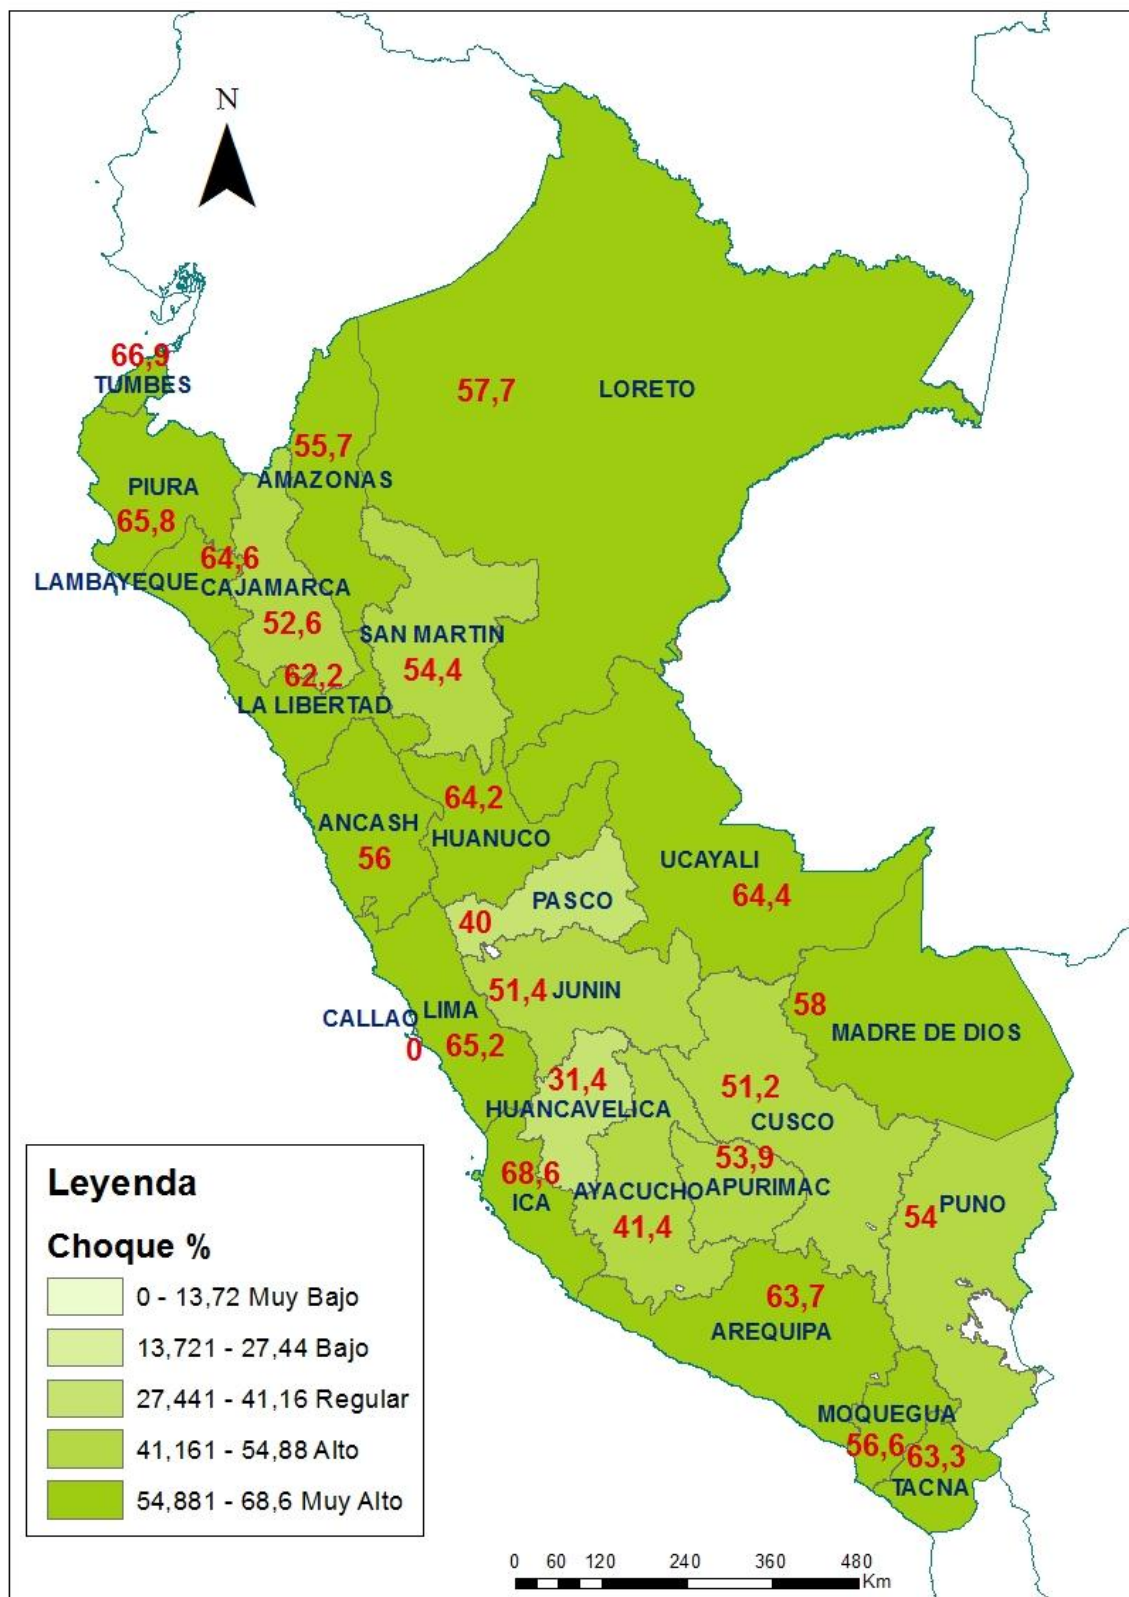 N
66,9
TUMBES
57,7
LORETO
55,7
AMAZONAS
PIURA
65,8
64,6
LAMBAYEQUE
CAJAMARCA
52,6
SAN MARTIN
54,4
62,2
LA LIBERTAD
64,2
ANCASH
HUANUCO
56
UCAYALI
64,4
PASCO
40
51,4
JUNIN
58
MADRE DE DIOS
CALLAO
LIMA
0
65,2
31,4
HUANCAVELICA
51,2
CUSCO
53,9
APURIMAC
68,6
ICA
AYACUCHO
41,4
54
PUNO
63,7
AREQUIPA
MOQUEGUA
56,6
63,3
TACNA
Leyenda
Choque %
0 - 13,72 Muy Bajo
13,721 - 27,44 Bajo
27,441 - 41,16 Regular
41,161 - 54,88 Alto
54,881 - 68,6 Muy Alto
0 60 120 240 360 480
Km